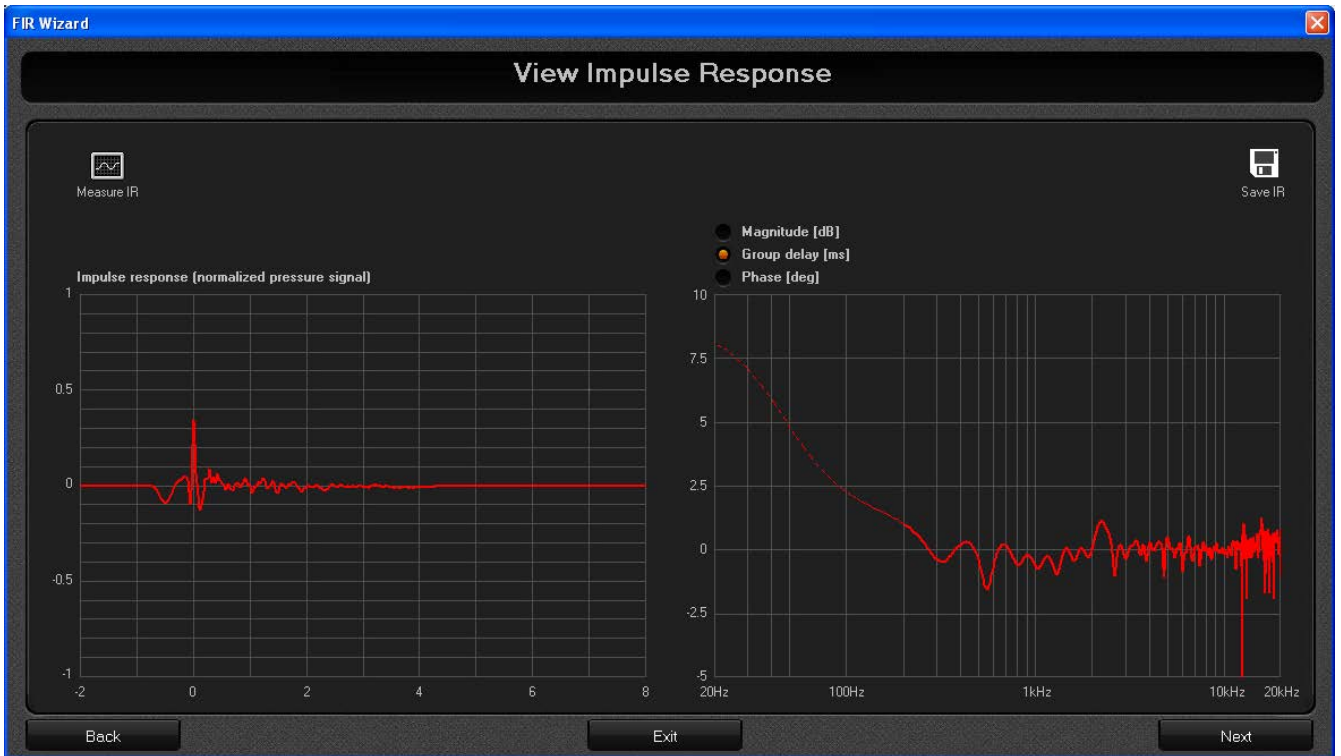 FIR Wizard
View Impulse Response
Measure IR
Save IR
Magnitude [dB]
Group delay [ms]
Phase [deg]
Impulse response (normalized pressure signal)
1
0.5
0
-0.5
-1
-2 0 2 4 6 8
10
7.5
5
2.5
0
-2.5
-5
20Hz 100Hz 1kHz 10kHz 20kHz
Back Exit Next